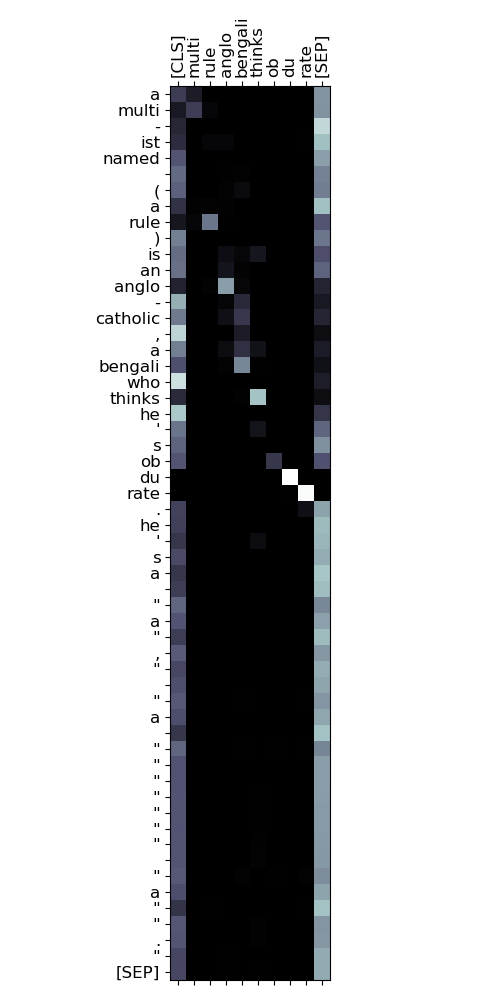 [CLS] multi rule anglo bengali thinks ob du rate [SEP]
a
multi
-
ist
named
(
a
rule
)
is
an
anglo
-
catholic
,
a
bengali
who
thinks
he
'
s
ob
du
rate
.
he
'
s
a
"
a
"
,
"
"
a
"
"
"
"
"
"
"
a
"
"
.
"
[SEP]